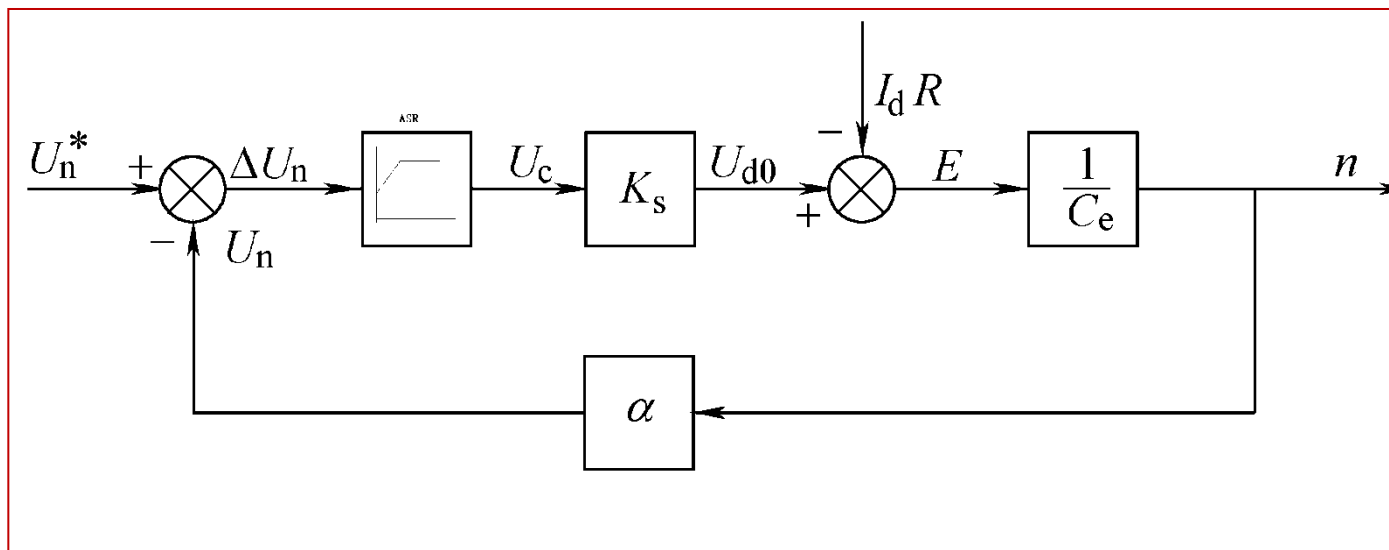 I_d R
ASR
U_n^* + ΔU_n U_c K_s U_d0 − + E 1/C_e n
− U_n
α